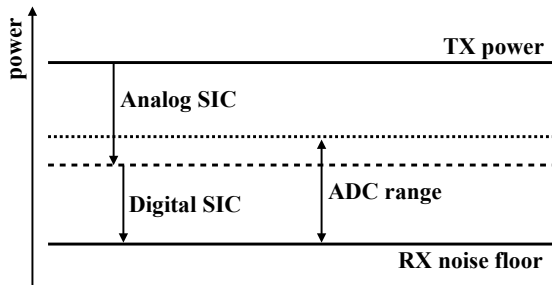 power
TX power
Analog SIC
Digital SIC
ADC range
RX noise floor